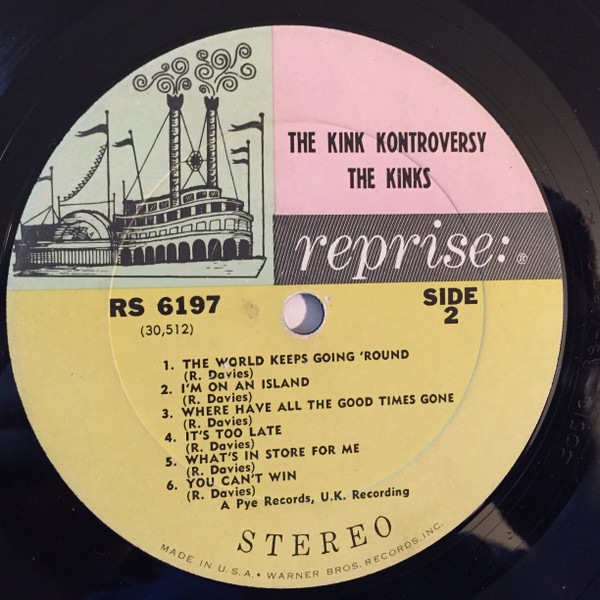 THE KINK KONTROVERSY
THE KINKS
reprise:®
RS 6197
(30,512)
SIDE
2
1. THE WORLD KEEPS GOING 'ROUND
(R. Davies)
2. I'M ON AN ISLAND
(R. Davies)
3. WHERE HAVE ALL THE GOOD TIMES GONE
(R. Davies)
4. IT'S TOO LATE
(R. Davies)
5. WHAT'S IN STORE FOR ME
(R. Davies)
6. YOU CAN'T WIN
(R. Davies)
A Pye Records, U.K. Recording
STEREO
MADE IN U.S.A. • WARNER BROS. RECORDS, INC.